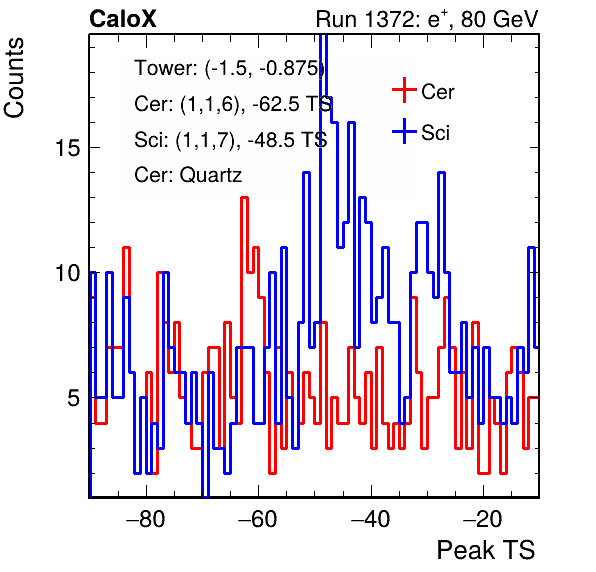 CaloX
Run 1372: e+, 80 GeV
Counts
Tower: (-1.5, -0.875)
Cer: (1,1,6), -62.5 TS
Sci: (1,1,7), -48.5 TS
Cer: Quartz
Cer
Sci
15
10
5
−80
−60
−40
−20
Peak TS